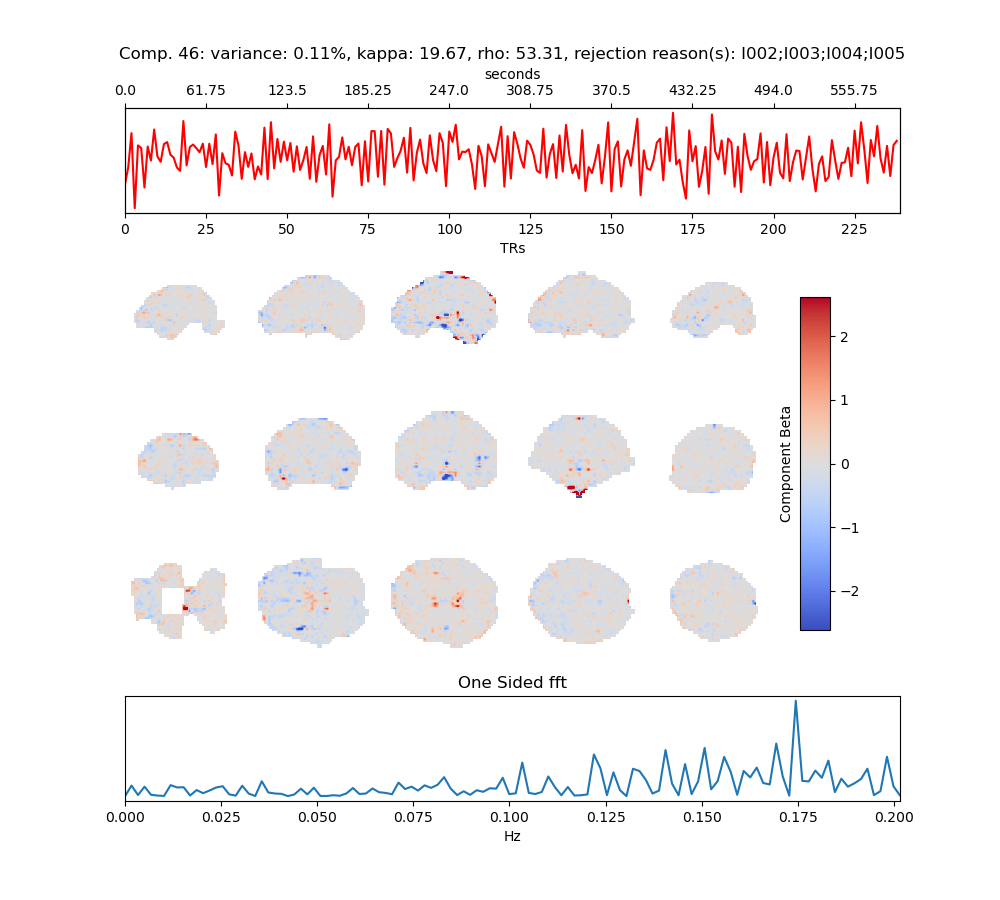 Comp. 46: variance: 0.11%, kappa: 19.67, rho: 53.31, rejection reason(s): I002;I003;I004;I005
seconds
0.0 61.75 123.5 185.25 247.0 308.75 370.5 432.25 494.0 555.75
0 25 50 75 100 125 150 175 200 225
TRs
2
1
0
−1
−2
Component Beta
One Sided fft
0.000 0.025 0.050 0.075 0.100 0.125 0.150 0.175 0.200
Hz